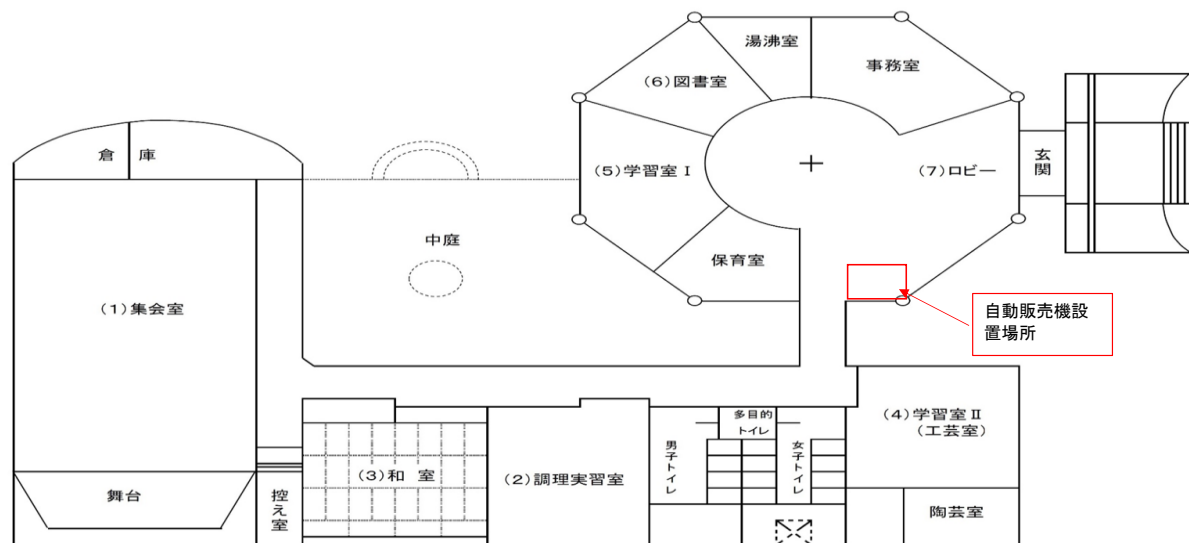 湯沸室
事務室
(6)図書室
倉 庫
(5)学習室Ⅰ
(7)ロビー
玄関
中庭
保育室
(1)集会室
自動販売機設
置場所
(4)学習室Ⅱ
(工芸室)
多目的
トイレ
男子トイレ
女子トイレ
(3)和 室
(2)調理実習室
舞台
控え室
陶芸室